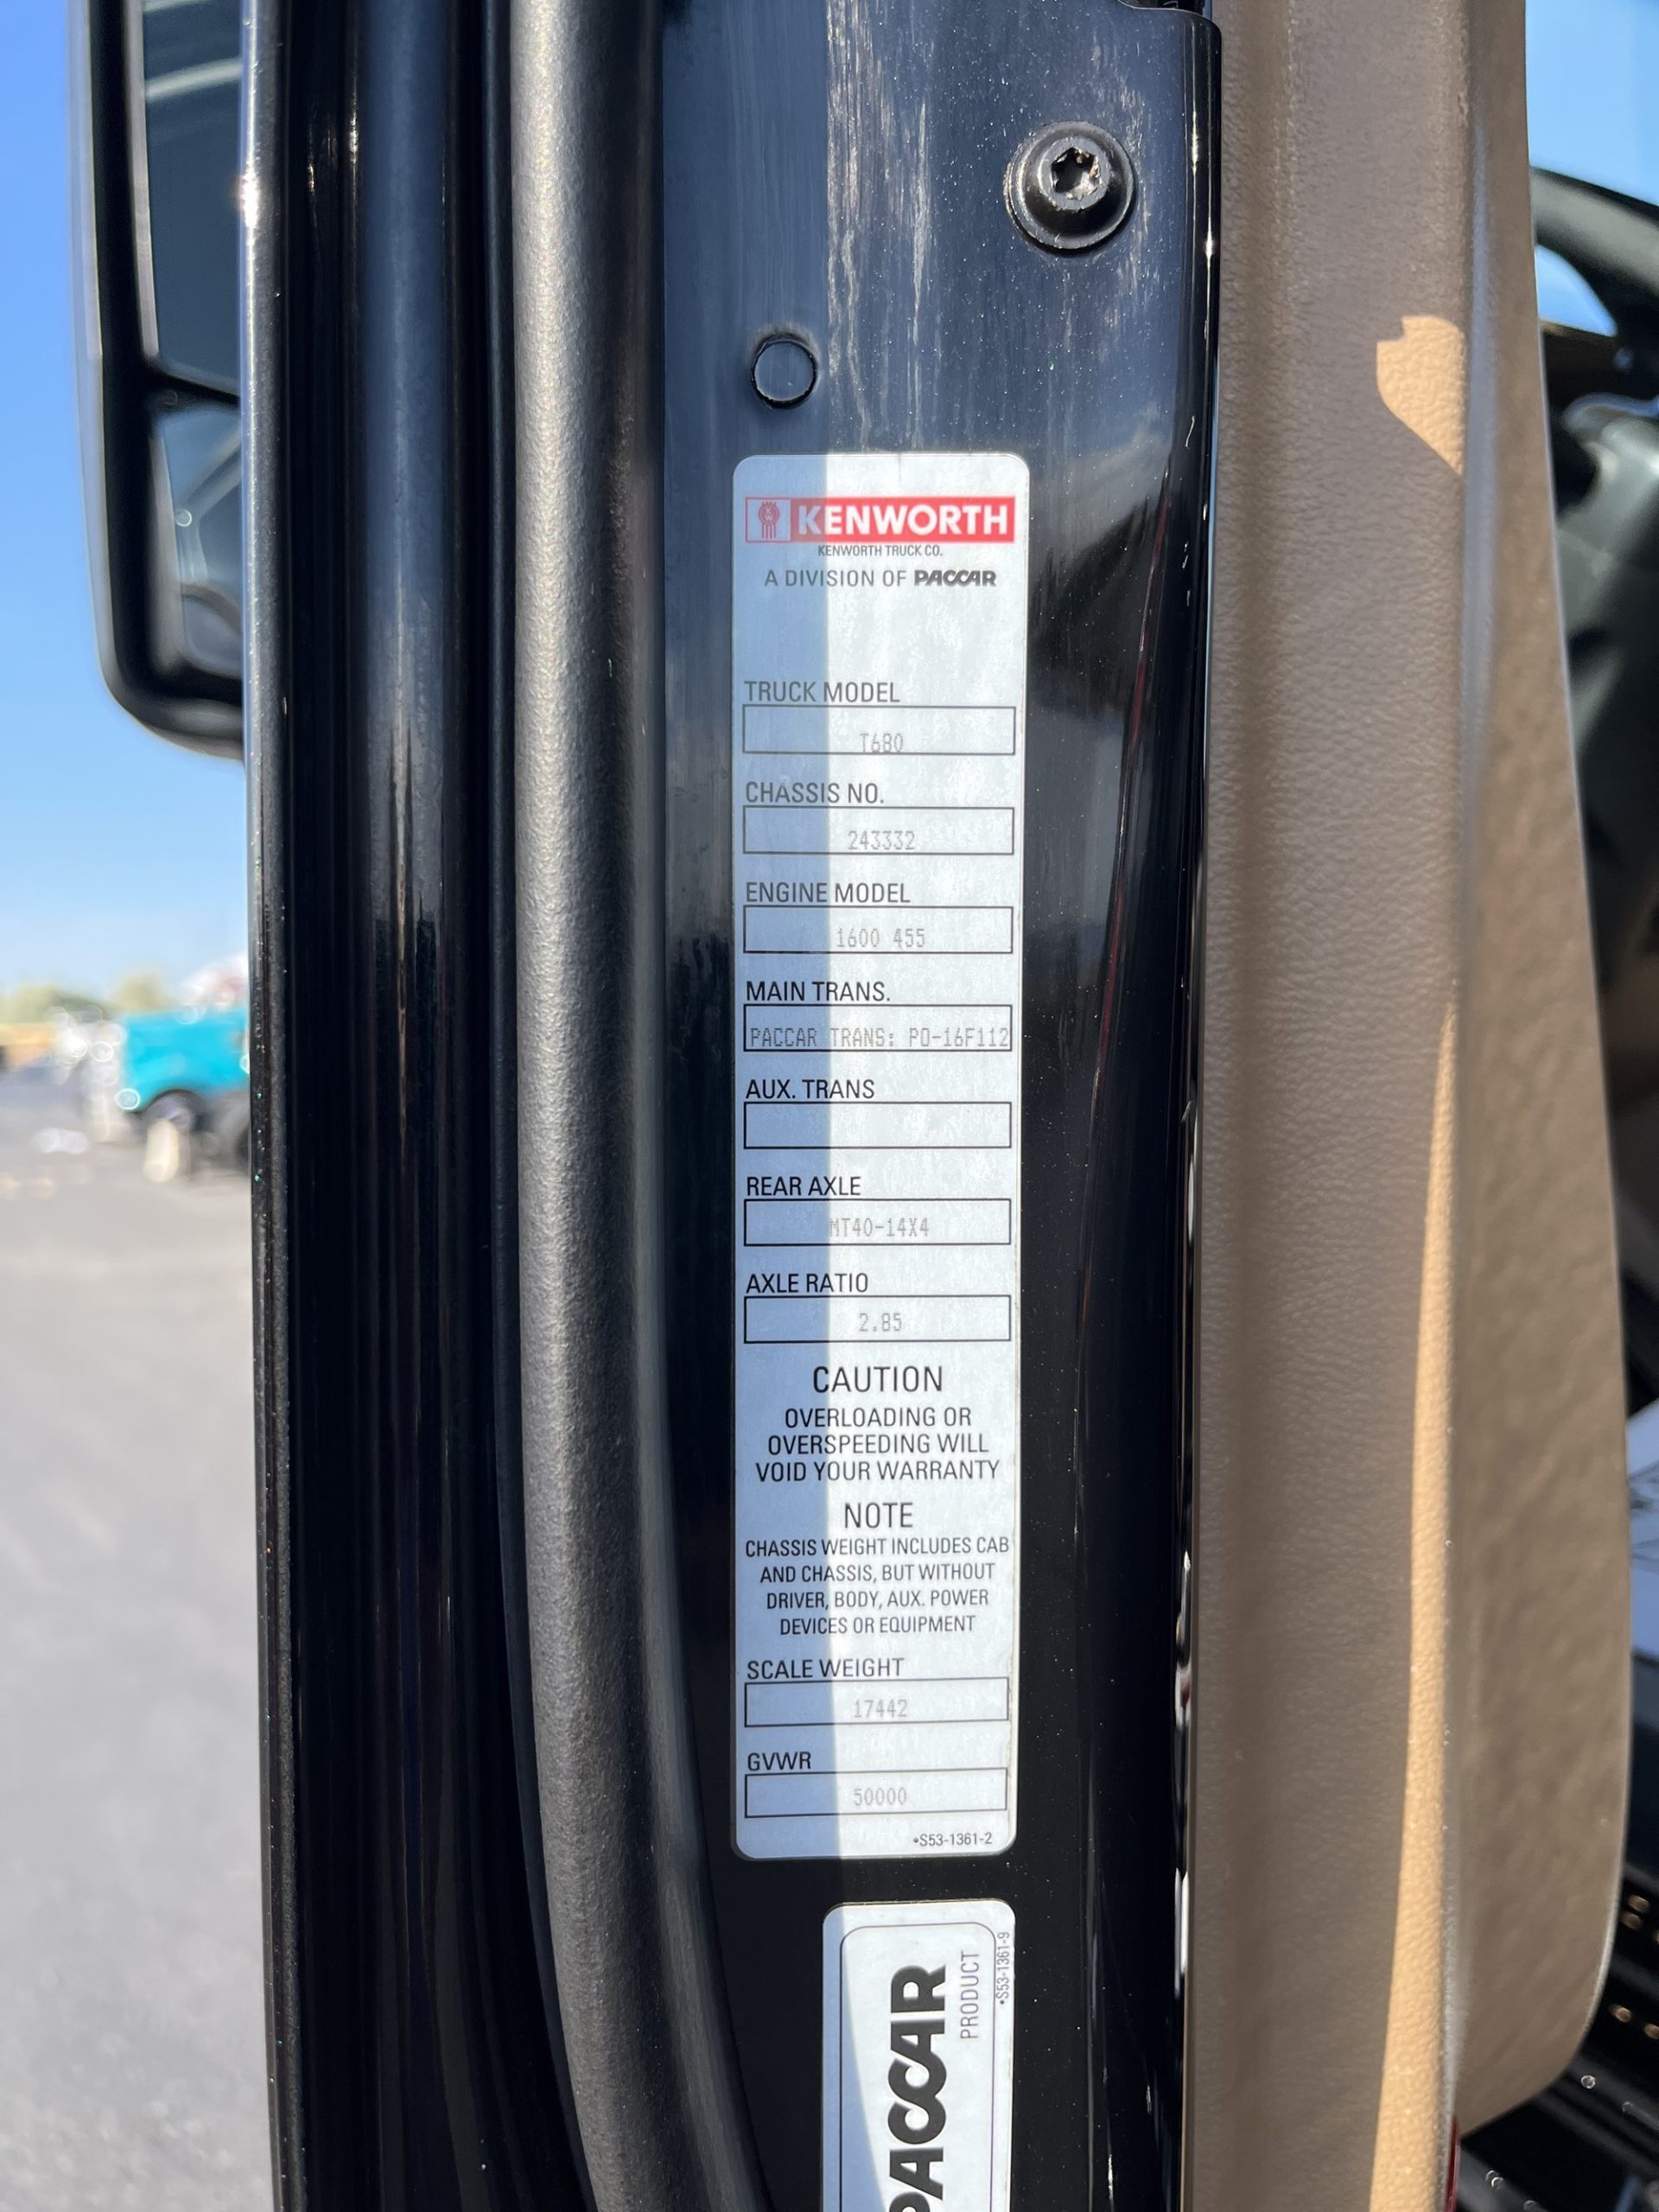 KENWORTH
KENWORTH TRUCK CO.
A DIVISION OF PACCAR
TRUCK MODEL
T680
CHASSIS NO.
243332
ENGINE MODEL
1600 455
MAIN TRANS.
PACCAR TRANS: PO-16F112
AUX. TRANS
REAR AXLE
MT40-14X4
AXLE RATIO
2.85
CAUTION
OVERLOADING OR
OVERSPEEDING WILL
VOID YOUR WARRANTY
NOTE
CHASSIS WEIGHT INCLUDES CAB
AND CHASSIS, BUT WITHOUT
DRIVER, BODY, AUX. POWER
DEVICES OR EQUIPMENT
SCALE WEIGHT
17442
GVWR
50000
•S53-1361-2
PACCAR
PRODUCT
•S53-1361-9